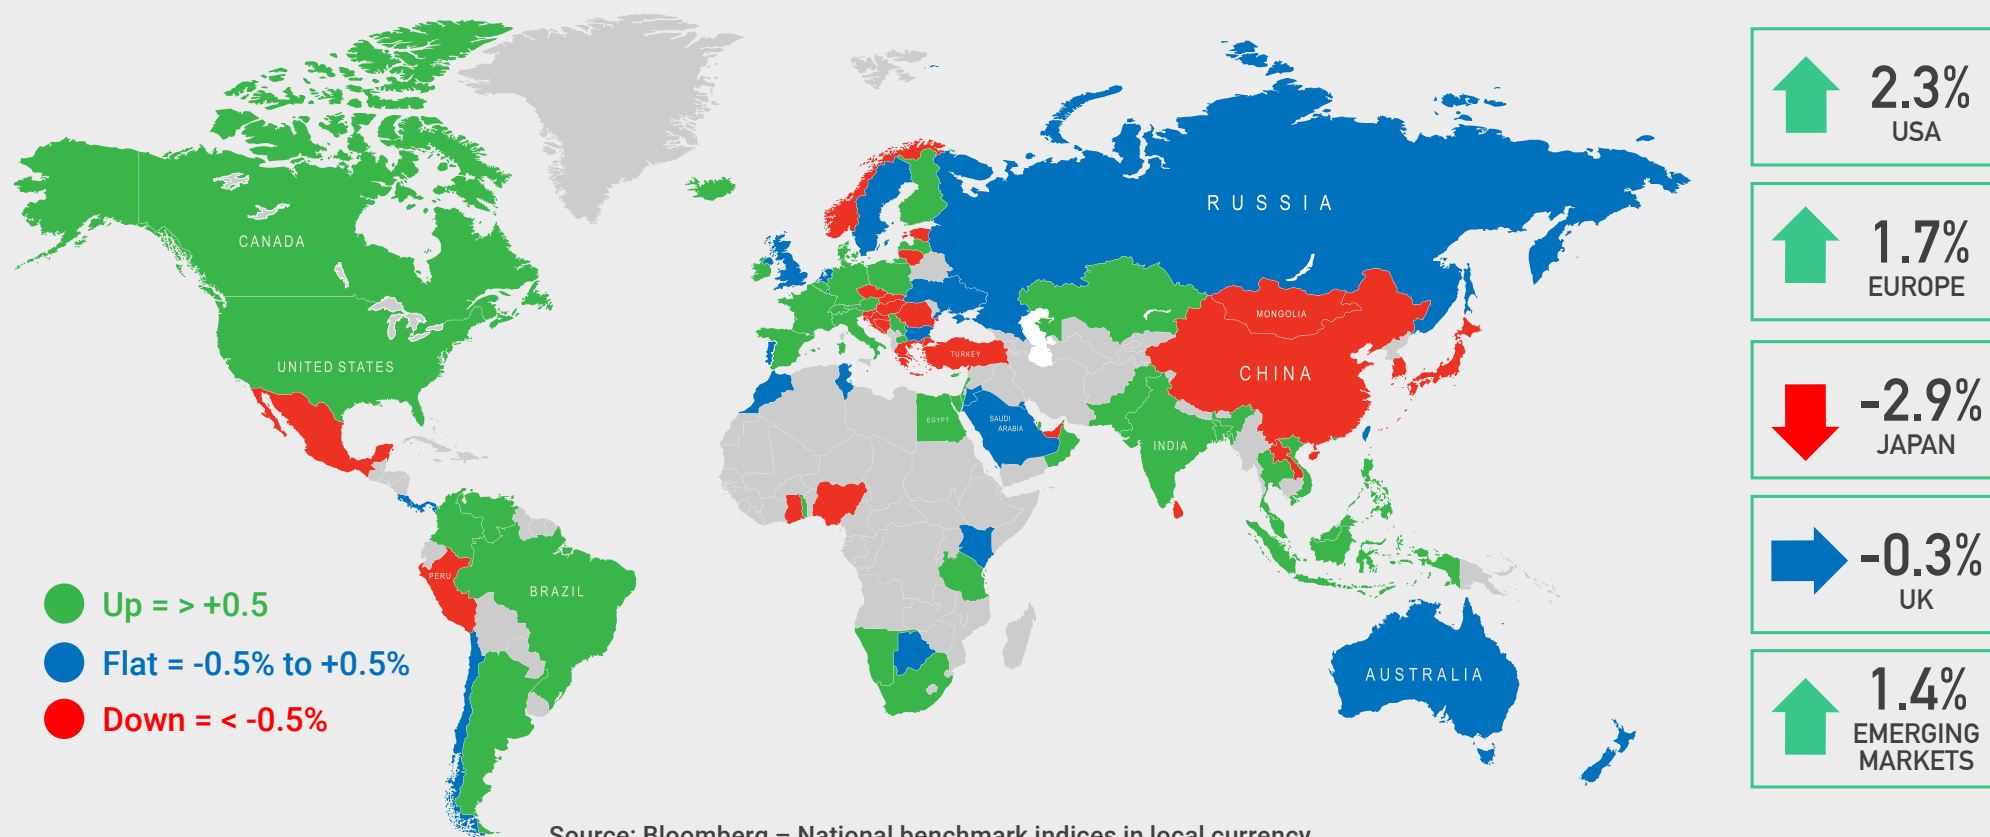 RUSSIA
CANADA
MONGOLIA
TURKEY
UNITED STATES
CHINA
EGYPT
SAUDI
ARABIA
INDIA
PERU
BRAZIL
AUSTRALIA
Up = > +0.5
Flat = -0.5% to +0.5%
Down = < -0.5%
2.3%
USA
1.7%
EUROPE
-2.9%
JAPAN
-0.3%
UK
1.4%
EMERGING
MARKETS
Source: Bloomberg – National benchmark indices in local currency